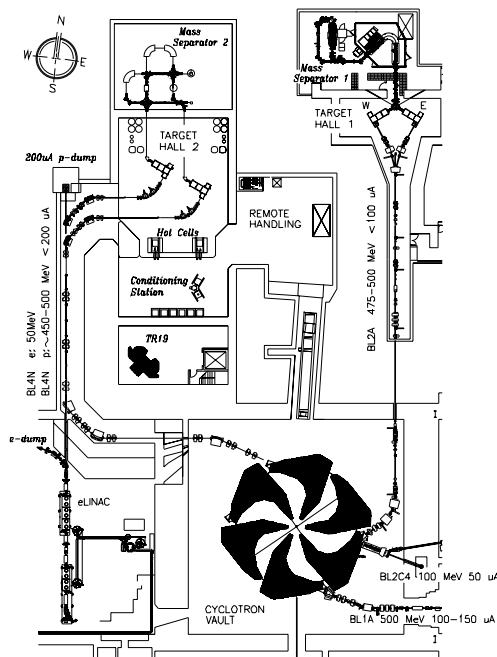 N
W
E
S
Mass
Separator 2
Mass
Separator 1
W
E
TARGET
HALL 1
TARGET
HALL 2
200uA p-dump
REMOTE
HANDLING
Hot Cells
Conditioning
Station
TR19
BL4N e: 50MeV
BL4N p:~450-500 MeV <200 uA
BL2A 475-500 MeV <100 uA
e-dump
eLINAC
CYCLOTRON
VAULT
BL2C4 100 MeV 50 uA
BL1A 500 MeV 100-150 uA